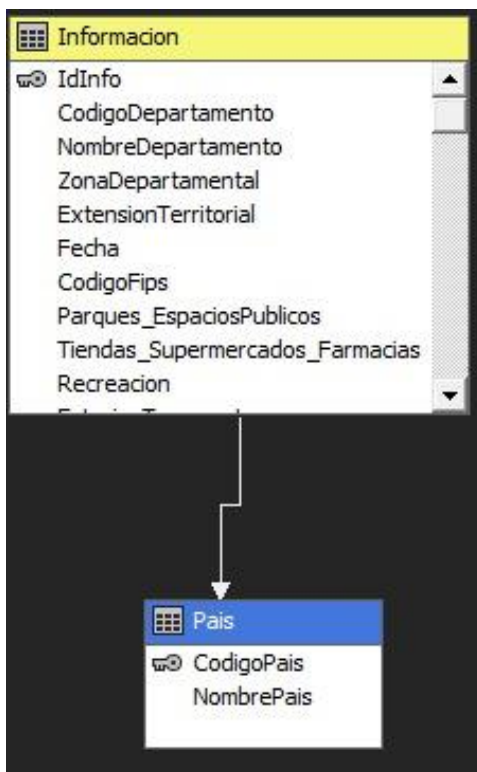 Informacion
IdInfo
CodigoDepartamento
NombreDepartamento
ZonaDepartamental
ExtensionTerritorial
Fecha
CodigoFips
Parques_EspaciosPublicos
Tiendas_Supermercados_Farmacias
Recreacion
Pais
CodigoPais
NombrePais